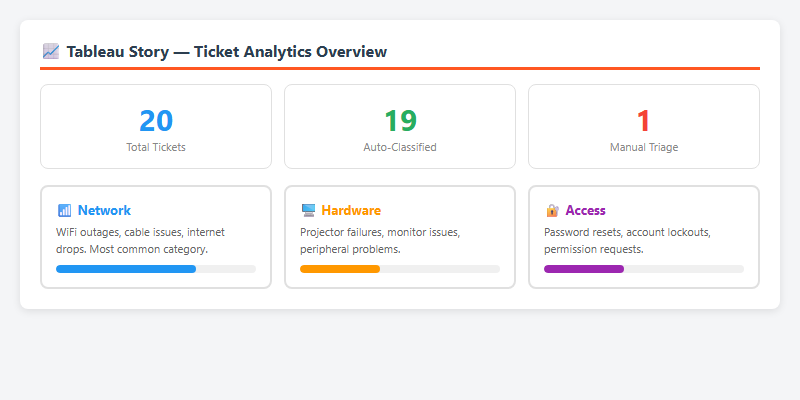 Tableau Story — Ticket Analytics Overview
20
Total Tickets
19
Auto-Classified
1
Manual Triage
Network
WiFi outages, cable issues, internet
drops. Most common category.
Hardware
Projector failures, monitor issues,
peripheral problems.
Access
Password resets, account lockouts,
permission requests.